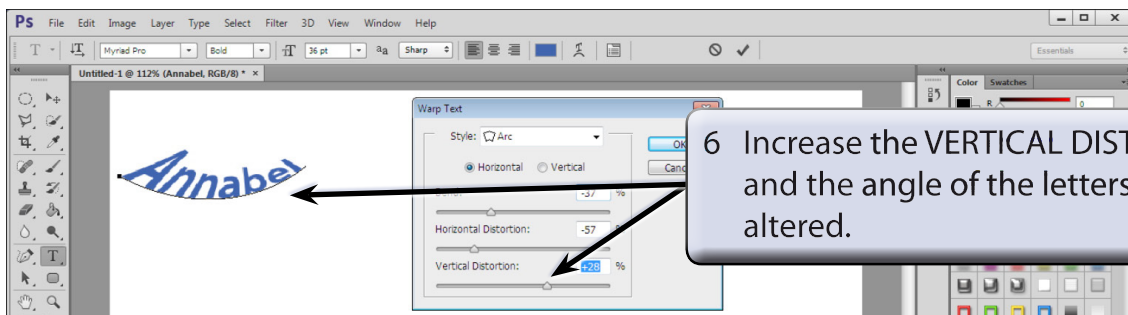 Ps File Edit Image Layer Type Select Filter 3D View Window Help
T T Myriad Pro Bold T 36 pt aa Sharp Essentials
Untitled-1 @ 112% (Annabel, RGB/8) * ×
Color Swatches
R 0
Warp Text
Style: Arc
OK
Horizontal Vertical
-37 %
Horizontal Distortion: -57
Vertical Distortion: +28 %
Annabel
6 Increase the VERTICAL DIST
and the angle of the letters
altered.
T